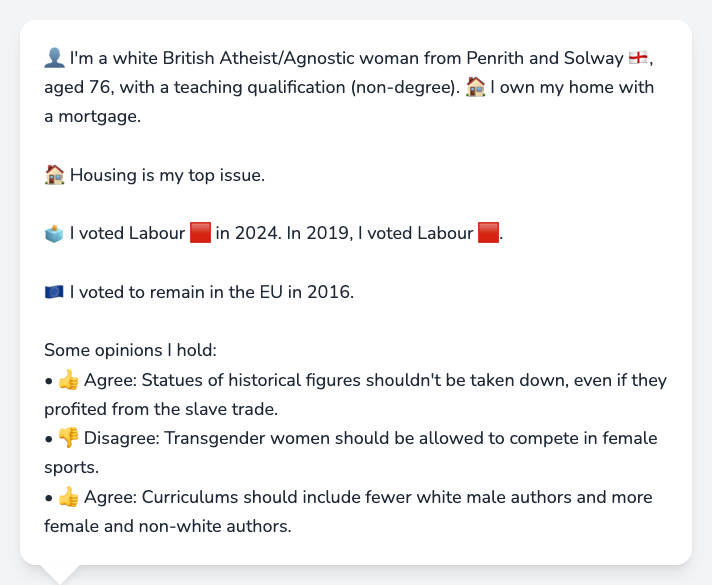 👤 I'm a white British Atheist/Agnostic woman from Penrith and Solway 🏴󠁧󠁢󠁥󠁮󠁧󠁿,
aged 76, with a teaching qualification (non-degree). 🏠 I own my home with
a mortgage.
🏠 Housing is my top issue.
🗳️ I voted Labour 🟥 in 2024. In 2019, I voted Labour 🟥.
🇪🇺 I voted to remain in the EU in 2016.
Some opinions I hold:
• 👍 Agree: Statues of historical figures shouldn't be taken down, even if they
profited from the slave trade.
• 👎 Disagree: Transgender women should be allowed to compete in female
sports.
• 👍 Agree: Curriculums should include fewer white male authors and more
female and non-white authors.